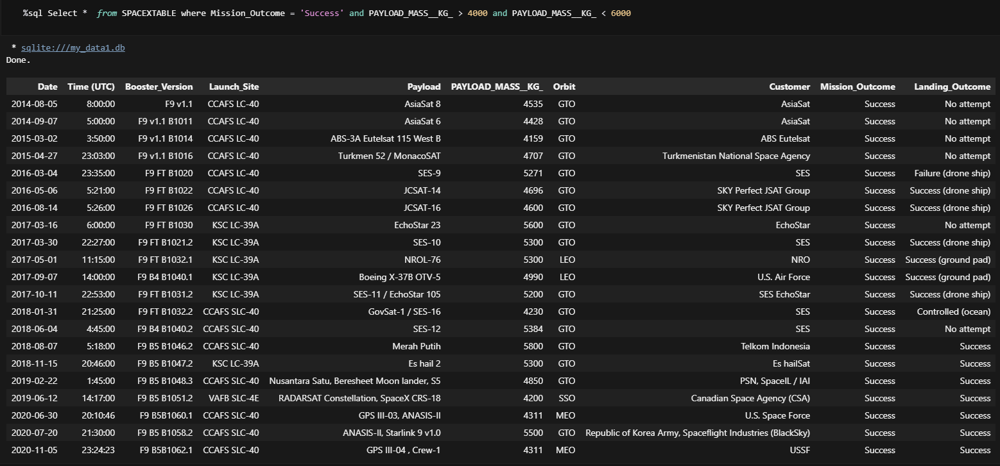 %sql Select * from SPACEXTABLE where Mission_Outcome = 'Success' and PAYLOAD_MASS__KG_ > 4000 and PAYLOAD_MASS__KG_ < 6000
* sqlite:///my_data1.db
Done.
Date Time (UTC) Booster_Version Launch_Site Payload PAYLOAD_MASS__KG_ Orbit Customer Mission_Outcome Landing_Outcome
2014-08-05 8:00:00 F9 v1.1 CCAFS LC-40 AsiaSat 8 4535 GTO AsiaSat Success No attempt
2014-09-07 5:00:00 F9 v1.1 B1011 CCAFS LC-40 AsiaSat 6 4428 GTO AsiaSat Success No attempt
2015-03-02 3:50:00 F9 v1.1 B1014 CCAFS LC-40 ABS-3A Eutelsat 115 West B 4159 GTO ABS Eutelsat Success No attempt
2015-04-27 23:03:00 F9 v1.1 B1016 CCAFS LC-40 Turkmen 52 / MonacoSAT 4707 GTO Turkmenistan National Space Agency Success No attempt
2016-03-04 23:35:00 F9 FT B1020 CCAFS LC-40 SES-9 5271 GTO SES Success Failure (drone ship)
2016-05-06 5:21:00 F9 FT B1022 CCAFS LC-40 JCSAT-14 4696 GTO SKY Perfect JSAT Group Success Success (drone ship)
2016-08-14 5:26:00 F9 FT B1026 CCAFS LC-40 JCSAT-16 4600 GTO SKY Perfect JSAT Group Success Success (drone ship)
2017-03-16 6:00:00 F9 FT B1030 KSC LC-39A EchoStar 23 5600 GTO EchoStar Success No attempt
2017-03-30 22:27:00 F9 FT B1021.2 KSC LC-39A SES-10 5300 GTO SES Success Success (drone ship)
2017-05-01 11:15:00 F9 FT B1032.1 KSC LC-39A NROL-76 5300 LEO NRO Success Success (ground pad)
2017-09-07 14:00:00 F9 B4 B1040.1 KSC LC-39A Boeing X-37B OTV-5 4990 LEO U.S. Air Force Success Success (ground pad)
2017-10-11 22:53:00 F9 FT B1031.2 KSC LC-39A SES-11 / EchoStar 105 5200 GTO SES EchoStar Success Success (drone ship)
2018-01-31 21:25:00 F9 FT B1032.2 CCAFS SLC-40 GovSat-1 / SES-16 4230 GTO SES Success Controlled (ocean)
2018-06-04 4:45:00 F9 B4 B1040.2 CCAFS SLC-40 SES-12 5384 GTO SES Success No attempt
2018-08-07 5:18:00 F9 B5 B1046.2 CCAFS SLC-40 Merah Putih 5800 GTO Telkom Indonesia Success Success
2018-11-15 20:46:00 F9 B5 B1047.2 KSC LC-39A Es hail 2 5300 GTO Es hailSat Success Success
2019-02-22 1:45:00 F9 B5 B1048.3 CCAFS SLC-40 Nusantara Satu, Beresheet Moon lander, S5 4850 GTO PSN, SpaceIL / IAI Success Success
2019-06-12 14:17:00 F9 B5 B1051.2 VAFB SLC-4E RADARSAT Constellation, SpaceX CRS-18 4200 SSO Canadian Space Agency (CSA) Success Success
2020-06-30 20:10:46 F9 B5B1060.1 CCAFS SLC-40 GPS III-03, ANASIS-II 4311 MEO U.S. Space Force Success Success
2020-07-20 21:30:00 F9 B5 B1058.2 CCAFS SLC-40 ANASIS-II, Starlink 9 v1.0 5500 GTO Republic of Korea Army, Spaceflight Industries (BlackSky) Success Success
2020-11-05 23:24:23 F9 B5B1062.1 CCAFS SLC-40 GPS III-04 , Crew-1 4311 MEO USSF Success Success